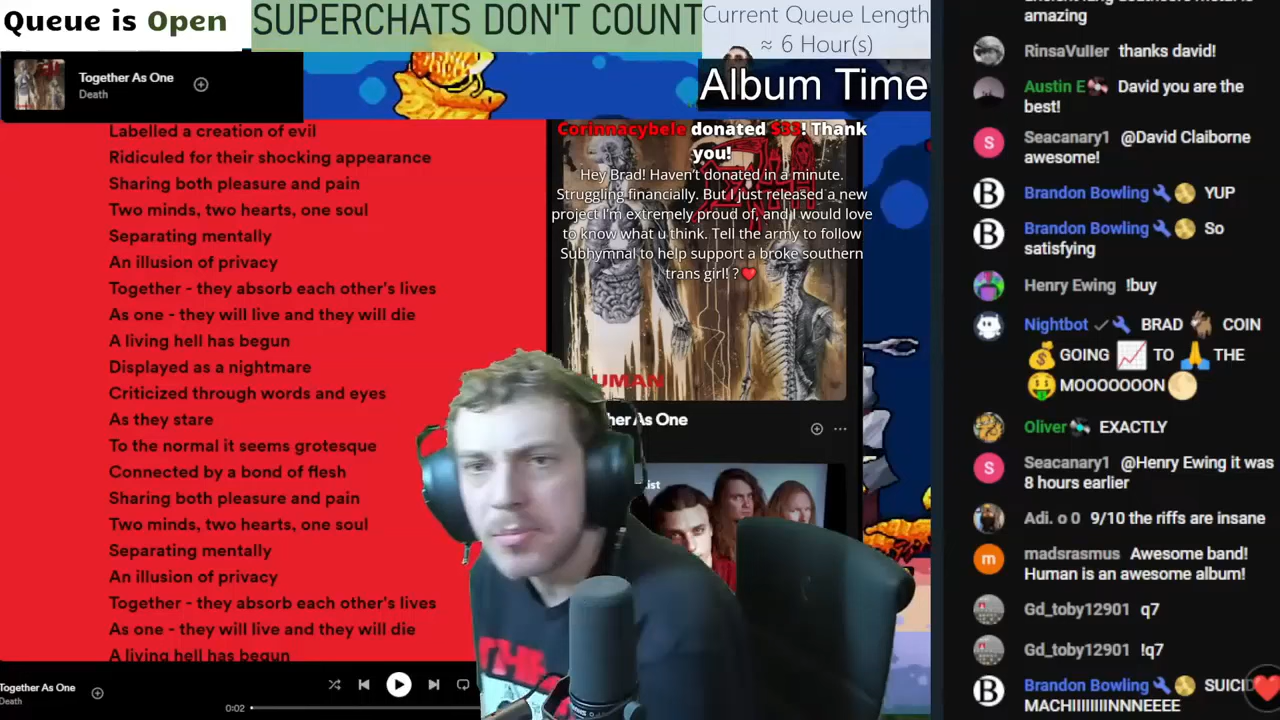 Queue is Open
SUPERCHATS DON'T COUNT
Current Queue Length
≈ 6 Hour(s)
Album Time
Together As One
Death
Labelled a creation of evil
Ridiculed for their shocking appearance
Sharing both pleasure and pain
Two minds, two hearts, one soul
Separating mentally
An illusion of privacy
Together - they absorb each other's lives
As one - they will live and they will die
A living hell has begun
Displayed as a nightmare
Criticized through words and eyes
As they stare
To the normal it seems grotesque
Connected by a bond of flesh
Sharing both pleasure and pain
Two minds, two hearts, one soul
Separating mentally
An illusion of privacy
Together - they absorb each other's lives
As one - they will live and they will die
A living hell has begun
Together As One
Death
0:02
Corinnacybele donated $33! Thank
you!
Hey Brad! Haven't donated in a minute.
Struggling financially. But I just released a new
project I'm extremely proud of, and I would love
to know what u think. Tell the army to follow
Subhymnal to help support a broke southern
trans girl! ?❤️
UMAN
her As One
ist
amazing
RinsaVuller thanks david!
Austin E David you are the
best!
Seacanary1 @David Claiborne
awesome!
Brandon Bowling YUP
Brandon Bowling So
satisfying
Henry Ewing !buy
Nightbot BRAD COIN
💰 GOING 📈 TO 🙏 THE
🤑 MOOOOOOON 🌕
Oliver EXACTLY
Seacanary1 @Henry Ewing it was
8 hours earlier
Adi. o 0 9/10 the riffs are insane
madsrasmus Awesome band!
Human is an awesome album!
Gd_toby12901 q7
Gd_toby12901 !q7
Brandon Bowling SUICID
MACHIIIIIIIINNNEEEE